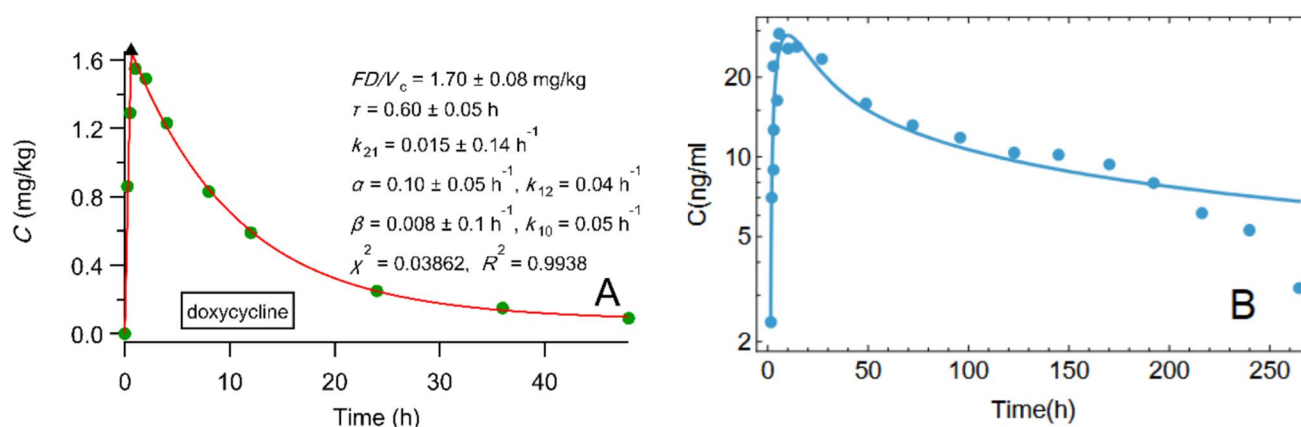 1.6
1.2
0.8
0.4
0.0
C (mg/kg)
FD/Vc = 1.70 ± 0.08 mg/kg
τ = 0.60 ± 0.05 h
k21 = 0.015 ± 0.14 h-1
α = 0.10 ± 0.05 h-1, k12 = 0.04 h-1
β = 0.008 ± 0.1 h-1, k10 = 0.05 h-1
χ2 = 0.03862, R2 = 0.9938
A
doxycycline
0 10 20 30 40
Time (h)
20
10
5
2
C(ng/ml
B
0 50 100 150 200 250
Time(h)